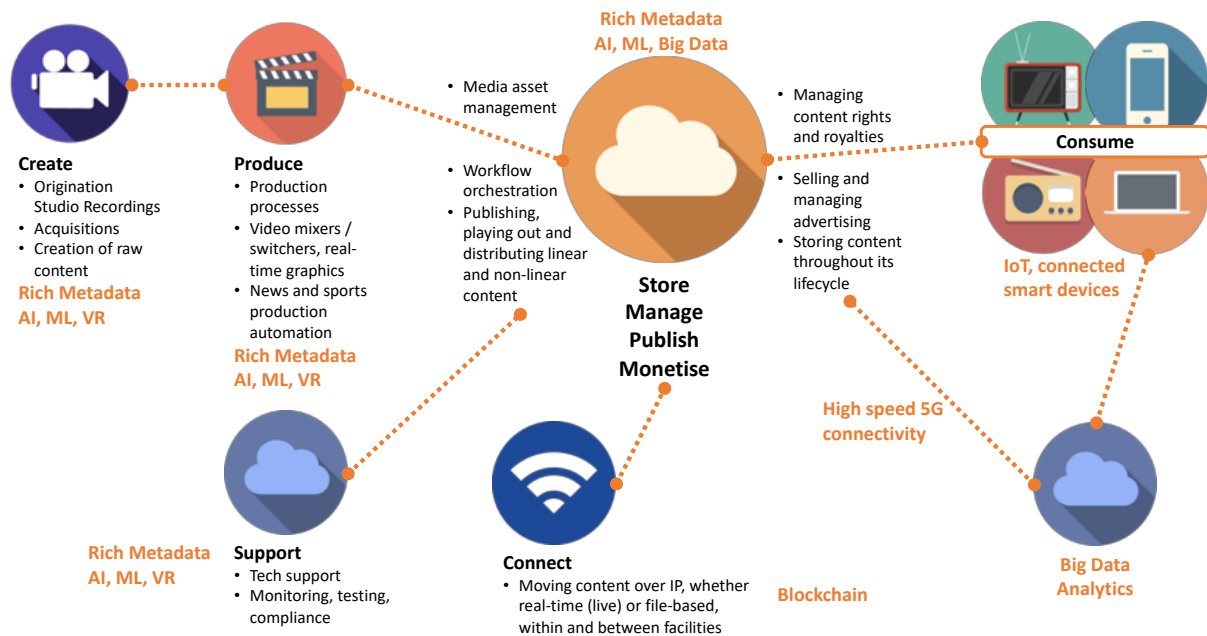 Create
• Origination
Studio Recordings
• Acquisitions
• Creation of raw
content
Rich Metadata
AI, ML, VR
Produce
• Production
processes
• Video mixers /
switchers, real-
time graphics
• News and sports
production
automation
Rich Metadata
AI, ML, VR
• Media asset
management
• Workflow
orchestration
• Publishing,
playing out and
distributing linear
and non-linear
content
Rich Metadata
AI, ML, Big Data
Store
Manage
Publish
Monetise
• Managing
content rights
and royalties
• Selling and
managing
advertising
• Storing content
throughout its
lifecycle
Consume
IoT, connected
smart devices
High speed 5G
connectivity
Rich Metadata
AI, ML, VR
Support
• Tech support
• Monitoring, testing,
compliance
Connect
• Moving content over IP, whether
real-time (live) or file-based,
within and between facilities
Blockchain
Big Data
Analytics